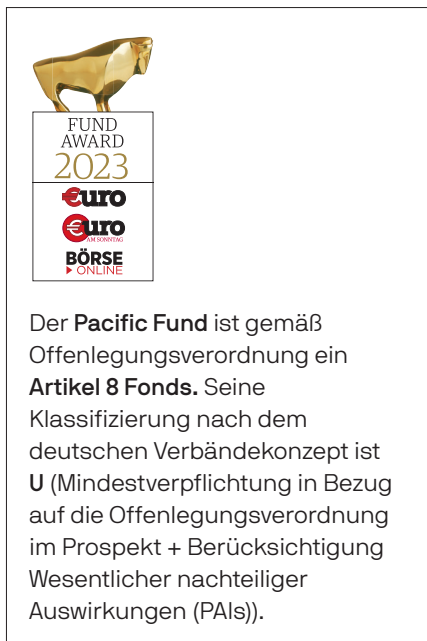 FUND
AWARD
2023
€uro
€uro
AM SONNTAG
BÖRSE
ONLINE
Der Pacific Fund ist gemäß
Offenlegungsverordnung ein
Artikel 8 Fonds. Seine
Klassifizierung nach dem
deutschen Verbändekonzept ist
U (Mindestverpflichtung in Bezug
auf die Offenlegungsverordnung
im Prospekt + Berücksichtigung
Wesentlicher nachteiliger
Auswirkungen (PAIs)).